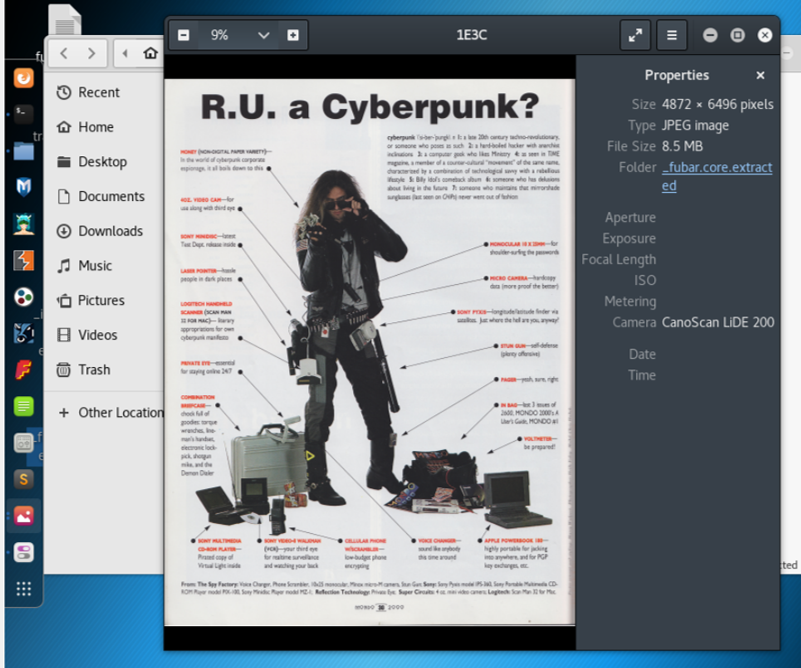 9%
1E3C
Recent
Home
Desktop
Documents
Downloads
Music
Pictures
Videos
Trash
+ Other Location
R.U. a Cyberpunk?
cyberpunk
a late 20th century techno-revolutionary,
or someone who poses as such 2: a hard-boiled hacker with anarchic
inclinations 3: a computer geek who likes Ministry 4: as seen in TIME
magazine, a member of a counter-cultural "movement" of the same name,
characterized by a combination of technological savvy with a rebellious
lifestyle 5: Billy Idol's comeback album 6: someone who has delusions
about living in the future 7: someone who maintains that mirrorshade
sunglasses (last seen on CHiPs) never went out of fashion
MONEY (NON-DIGITAL PAPER VARIETY)—
In the world of cyberpunk corporate
espionage, it all boils down to this
4OZ. VIDEO CAM—for
use along with third eye
SONY MINIDISC—latest
Test Dept. release inside
LASER POINTER—hassle
people in dark places
LOGITECH HANDHELD
SCANNER (SCAN MAN
32 FOR MAC)—literary
appropriations for own
cyberpunk manifesto
PRIVATE EYE—essential
for staying online 24/7
COMBINATION
BRIEFCASE—
chock full of
goodies: torque
wrenches, line-
man's handset,
electronic lock-
pick, shotgun
mike, and the
Demon Dialer
MONOCULAR 10 X 25MM—for
shoulder-surfing the passwords
MICRO CAMERA—hardcopy
data (more proof the better)
SONY PYXIS—longitude/latitude finder via
satellites. Just where the hell are you, anyway?
STUN GUN—self-defense
(plenty offensive)
PAGER—yeah, sure, right
IN BAG—last 3 issues of
2600, MONDO 2000's A
User's Guide, MONDO #1
VOLTMETER—
be prepared!
SONY MULTIMEDIA
CD-ROM PLAYER—
Pirated copy of
Virtual Light inside
SONY VIDEO-8 WALKMAN
(VCR)—your third eye
for realtime surveillance
and watching your back
CELLULAR PHONE
W/SCRAMBLER—
low-budget phone
encrypting
VOICE CHANGER—
sound like anybody
this time around
APPLE POWERBOOK 180—
highly portable for jacking
into anywhere, and for PGP
key exchanges, etc.
From: The Spy Factory: Voice Changer, Phone Scrambler, 10x25 monocular, Minox micro-M camera, Stun Gun; Sony: Sony Pyxis model IPS-360, Sony Portable Multimedia CD-
ROM Player model PIX-100, Sony Minidisc Player model MZ-1; Reflection Technology: Private Eye; Super Circuits: 4 oz. mini video camera; Logitech: Scan Man 32 for Mac.
MONDO 2000
Properties
Size 4872 × 6496 pixels
Type JPEG image
File Size 8.5 MB
Folder _fubar.core.extract
ed
Aperture
Exposure
Focal Length
ISO
Metering
Camera CanoScan LiDE 200
Date
Time